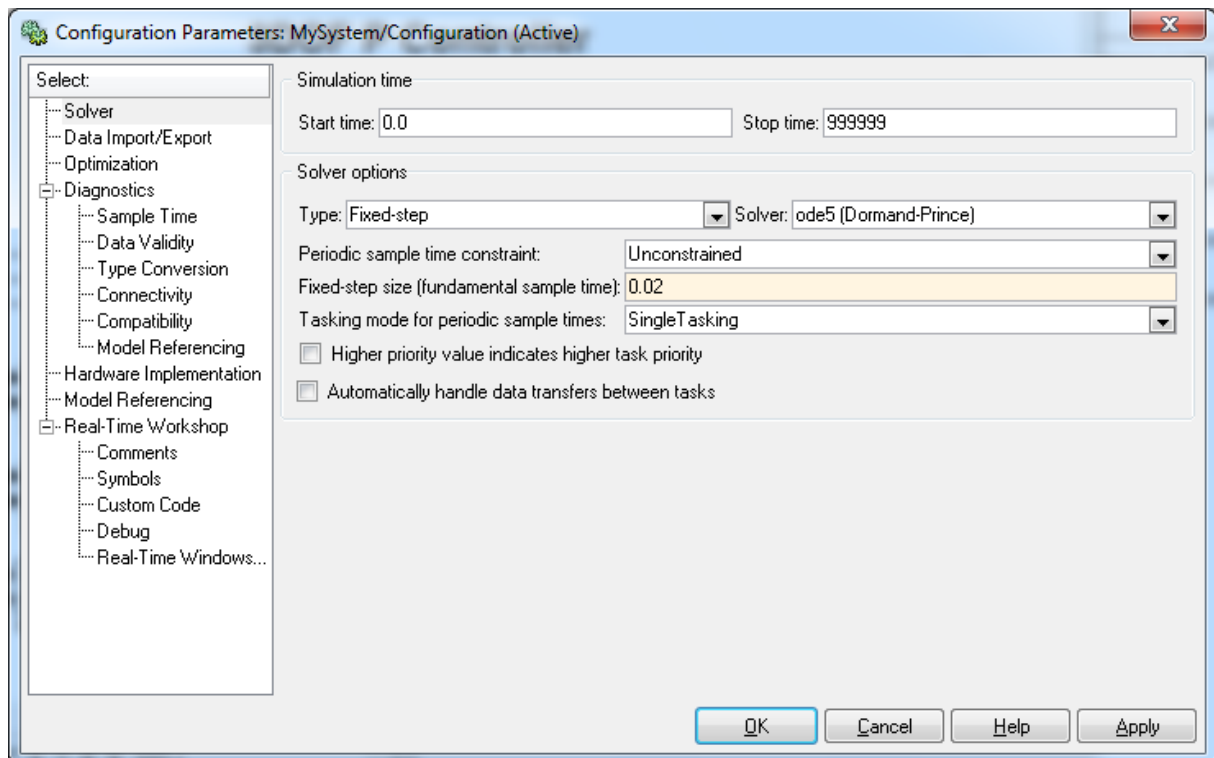 Configuration Parameters: MySystem/Configuration (Active)
Select:
Solver
Data Import/Export
Optimization
Diagnostics
Sample Time
Data Validity
Type Conversion
Connectivity
Compatibility
Model Referencing
Hardware Implementation
Model Referencing
Real-Time Workshop
Comments
Symbols
Custom Code
Debug
Real-Time Windows...
Simulation time
Start time: 0.0 Stop time: 999999
Solver options
Type: Fixed-step Solver: ode5 (Dormand-Prince)
Periodic sample time constraint: Unconstrained
Fixed-step size (fundamental sample time): 0.02
Tasking mode for periodic sample times: SingleTasking
Higher priority value indicates higher task priority
Automatically handle data transfers between tasks
OK Cancel Help Apply